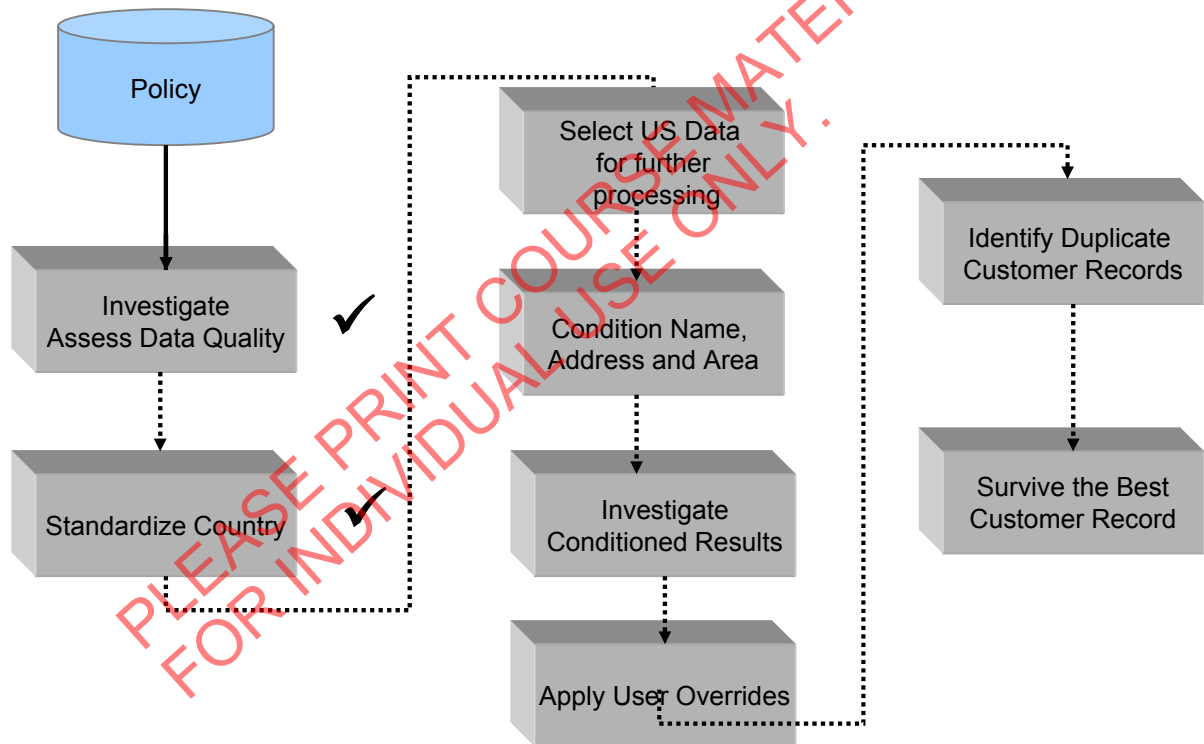 Policy
Investigate
Assess Data Quality
Standardize Country
Select US Data
for further
processing
Condition Name,
Address and Area
Investigate
Conditioned Results
Apply User Overrides
Identify Duplicate
Customer Records
Survive the Best
Customer Record
PLEASE PRINT COURSE
FOR INDIVIDUAL USE ONLY.